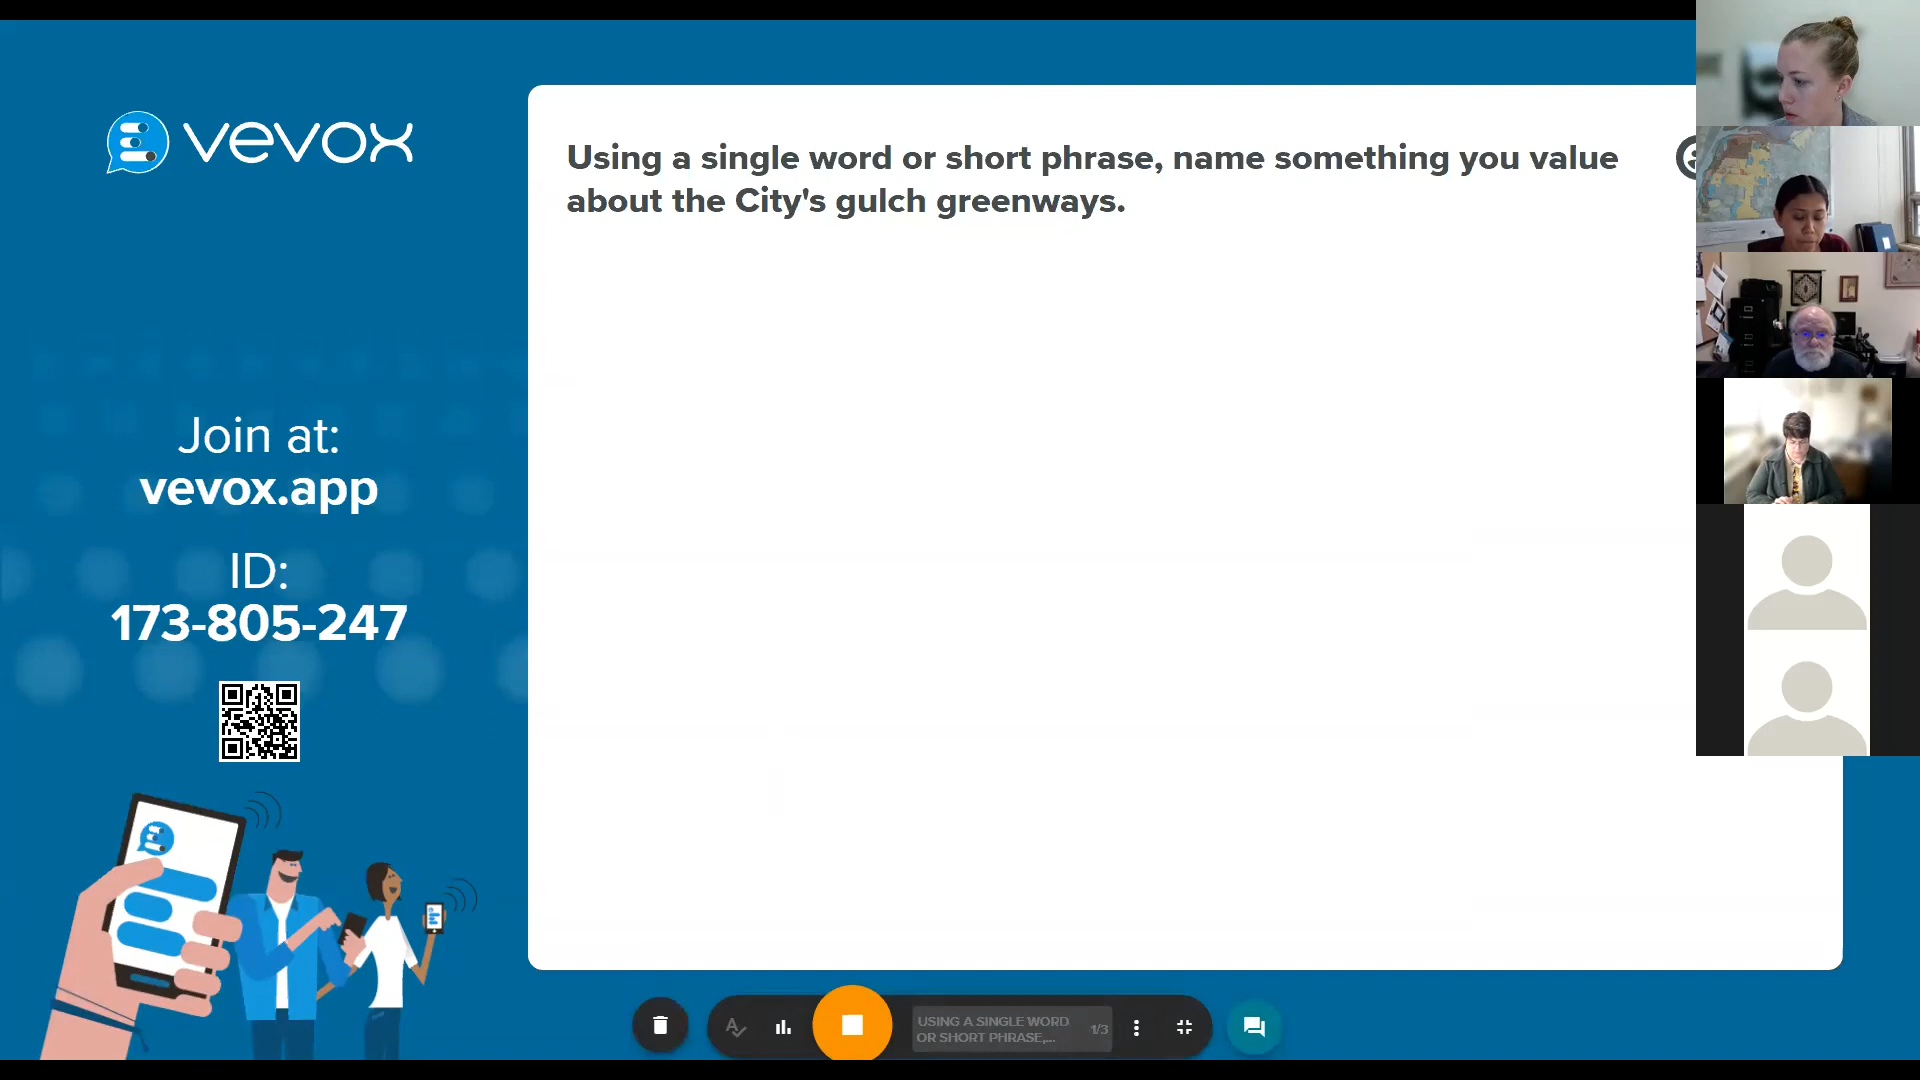 vevox
Using a single word or short phrase, name something you value
about the City's gulch greenways.
Join at:
vevox.app
ID:
173-805-247
USING A SINGLE WORD
OR SHORT PHRASE,...
1/3